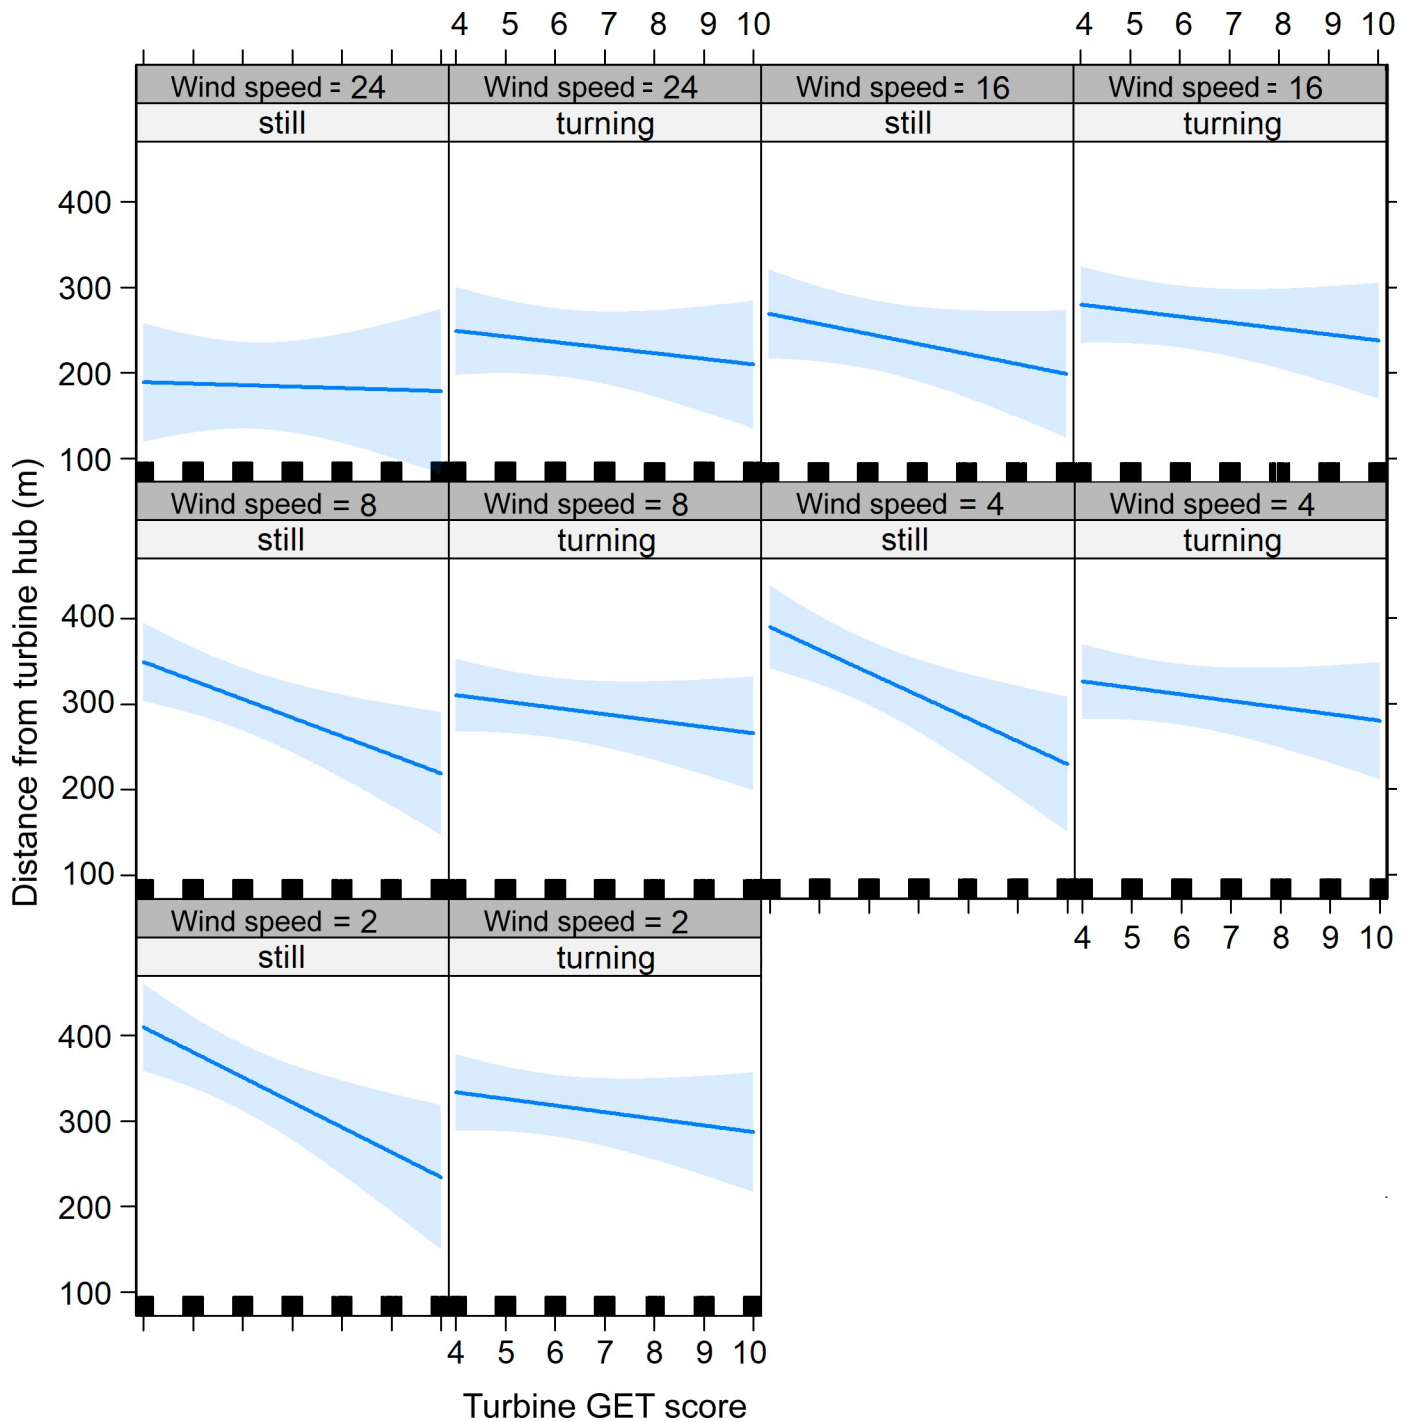 4 5 6 7 8 9 10 4 5 6 7 8 9 10
Wind speed = 24 Wind speed = 24 Wind speed = 16 Wind speed = 16
still turning still turning
400
300
200
100
Wind speed = 8 Wind speed = 8 Wind speed = 4 Wind speed = 4
still turning still turning
400
300
200
100
4 5 6 7 8 9 10
Wind speed = 2 Wind speed = 2
still turning
400
300
200
100
4 5 6 7 8 9 10
Distance from turbine hub (m)
Turbine GET score